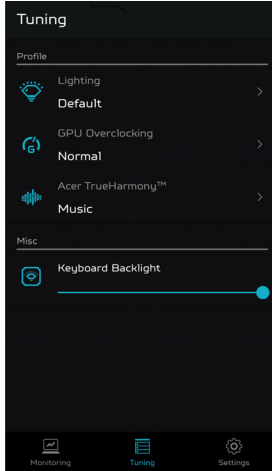 Tuning
Profile
Lighting
Default
GPU Overclocking
Normal
Acer TrueHarmony™
Music
Misc
Keyboard Backlight
Monitoring
Tuning
Settings